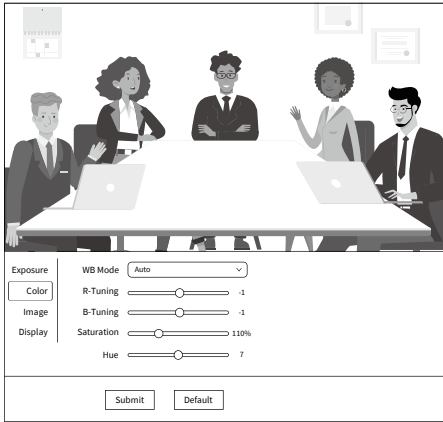 Exposure
Color
Image
Display
WB Mode Auto
R-Tuning -1
B-Tuning -1
Saturation 110%
Hue 7
Submit Default